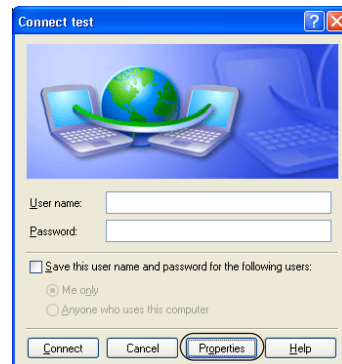 Connect test
User name:
Password:
Save this user name and password for the following users:
Me only
Anyone who uses this computer
Connect Cancel Properties Help